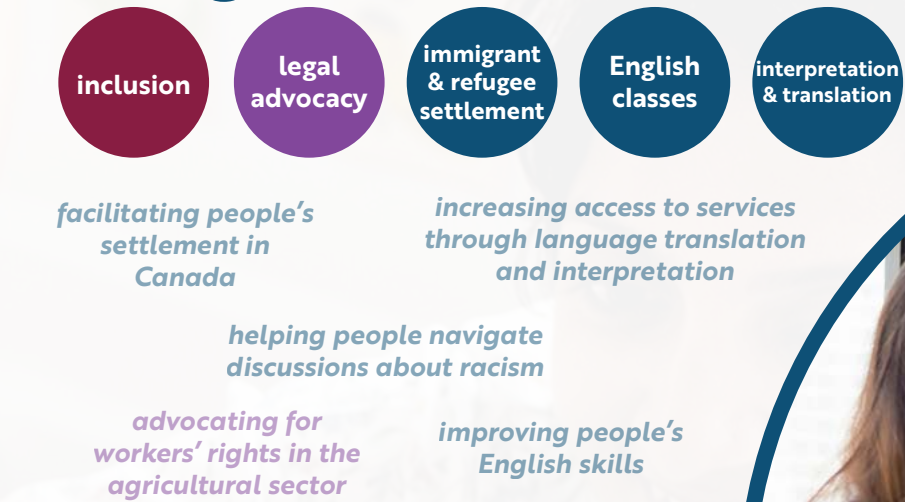 inclusion
legal
advocacy
immigrant
& refugee
settlement
English
classes
interpretation
& translation
facilitating people's
settlement in
Canada
increasing access to services
through language translation
and interpretation
helping people navigate
discussions about racism
advocating for
workers' rights in the
agricultural sector
improving people's
English skills